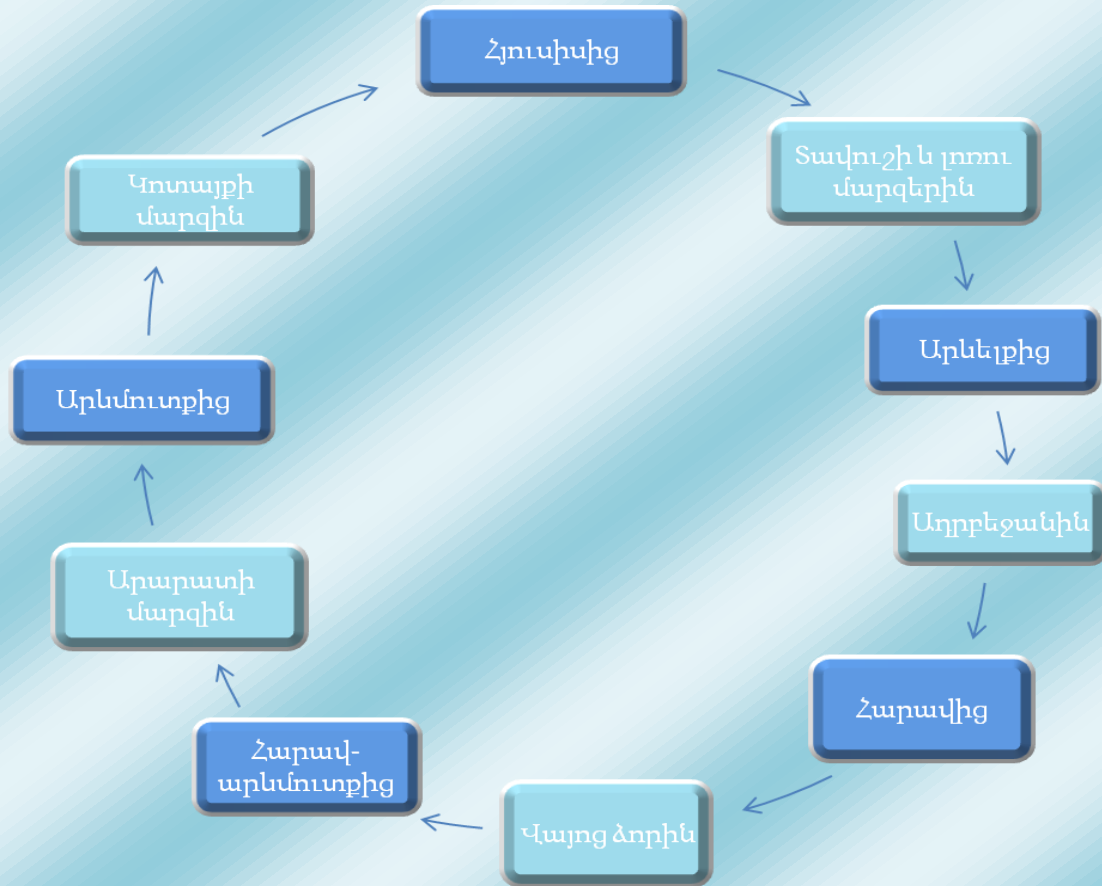 Հյուսիսից
Տավուշի և լոռու
մարզերին
Արևելքից
Ադրբեջանին
Հարավից
Վայոց ձորին
Հարավ-
արևմուտքից
Արարատի
մարզին
Արևմուտքից
Կոտայքի
մարզին